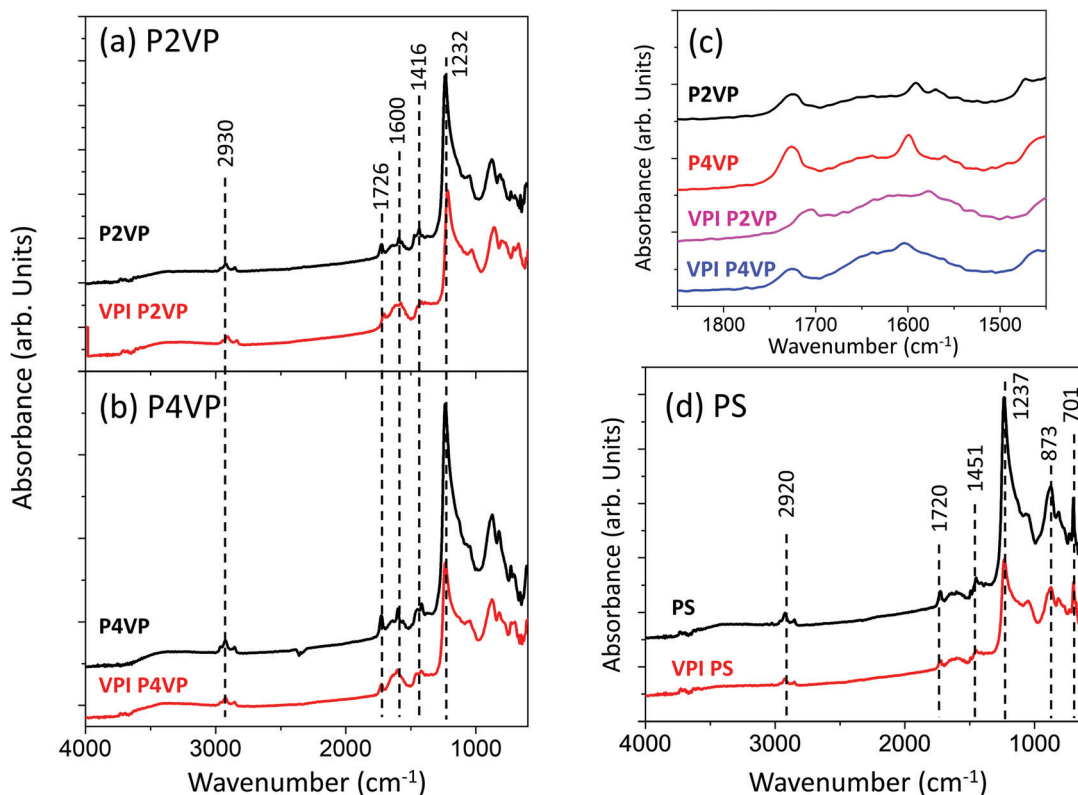 (a) P2VP
2930
1726
1600
1416
1232
P2VP
VPI P2VP
(b) P4VP
P4VP
VPI P4VP
4000 3000 2000 1000
Wavenumber (cm⁻¹)
Absorbance (arb. Units)
(c)
P2VP
P4VP
VPI P2VP
VPI P4VP
1800 1700 1600 1500
Wavenumber (cm⁻¹)
Absorbance (arb. Units)
(d) PS
2920
1720
1451
1237
873
701
PS
VPI PS
4000 3000 2000 1000
Wavenumber (cm⁻¹)
Absorbance (arb. Units)